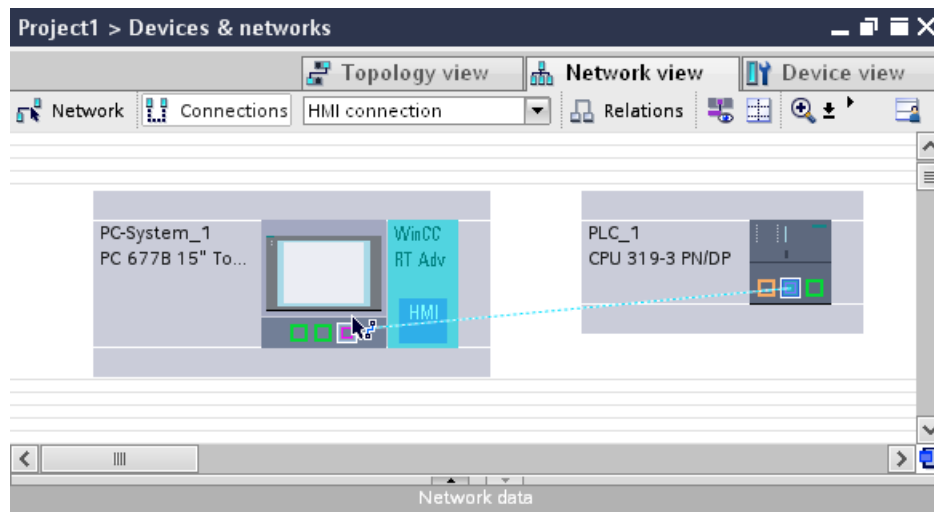 Project1 > Devices & networks
Topology view
Network view
Device view
Network
Connections
HMI connection
Relations
PC-System_1
PC 677B 15" To...
WinCC
RT Adv
HMI
PLC_1
CPU 319-3 PN/DP
Network data